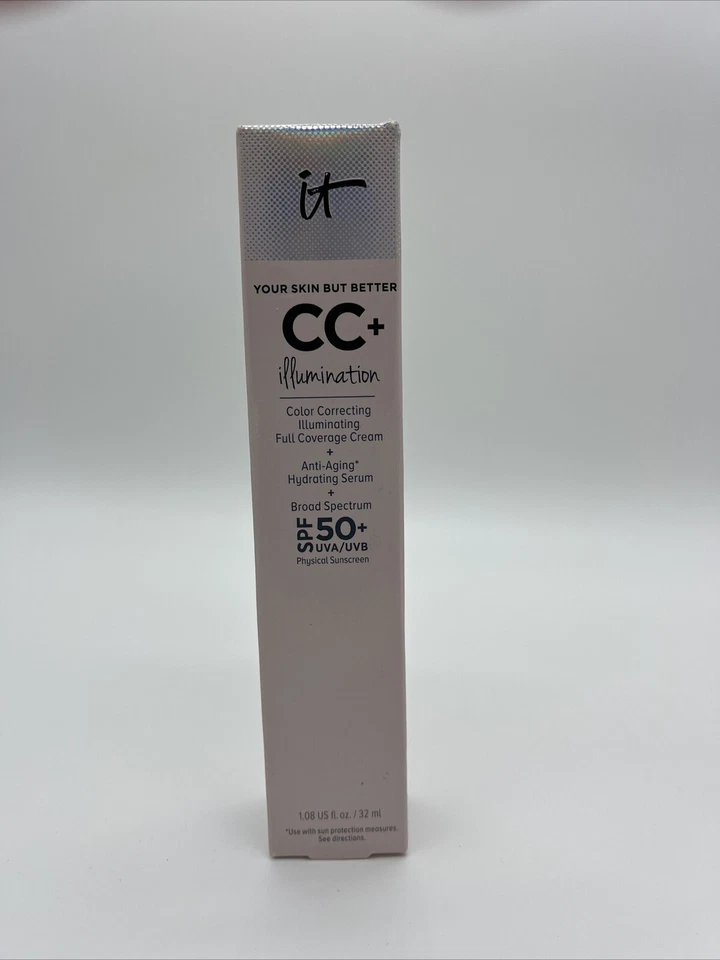 it
YOUR SKIN BUT BETTER
CC+
illumination
Color Correcting
Illuminating
Full Coverage Cream
+
Anti-Aging*
Hydrating Serum
+
Broad Spectrum
SPF 50+
UVA/UVB
Physical Sunscreen
1.08 US fl. oz. / 32 ml
*Use with sun protection measures.
See directions.